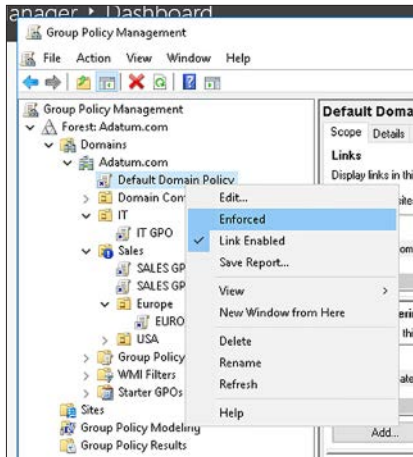 anager ▸ Dashboard
Group Policy Management
File Action View Window Help
Group Policy Management
Forest: Adatum.com
Domains
Adatum.com
Default Domain Policy
Domain Con
IT
IT GPO
Sales
SALES GP
SALES GP
Europe
EURO
USA
Group Policy
WMI Filters
Starter GPOs
Sites
Group Policy Modeling
Group Policy Results
Edit...
Enforced
Link Enabled
Save Report...
View
New Window from Here
Delete
Rename
Refresh
Help
Default Doma
Scope Details
Links
Display links in thi
Add...